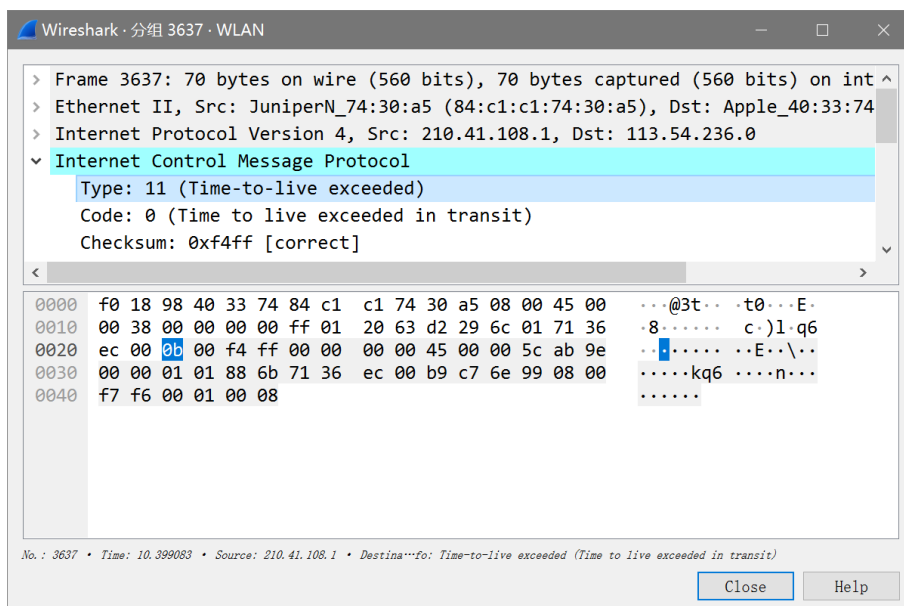 Wireshark · 分组 3637 · WLAN
Frame 3637: 70 bytes on wire (560 bits), 70 bytes captured (560 bits) on int
Ethernet II, Src: JuniperN_74:30:a5 (84:c1:c1:74:30:a5), Dst: Apple_40:33:74
Internet Protocol Version 4, Src: 210.41.108.1, Dst: 113.54.236.0
Internet Control Message Protocol
Type: 11 (Time-to-live exceeded)
Code: 0 (Time to live exceeded in transit)
Checksum: 0xf4ff [correct]
0000 f0 18 98 40 33 74 84 c1 c1 74 30 a5 08 00 45 00 ···@3t·· ·t0···E·
0010 00 38 00 00 00 00 ff 01 20 63 d2 29 6c 01 71 36 ·8······ c·)l·q6
0020 ec 00 0b 00 f4 ff 00 00 00 00 45 00 00 5c ab 9e ········ ··E··\··
0030 00 00 01 01 88 6b 71 36 ec 00 b9 c7 6e 99 08 00 ·····kq6 ····n···
0040 f7 f6 00 01 00 08 ······
No.: 3637 • Time: 10.399083 • Source: 210.41.108.1 • Destina···fo: Time-to-live exceeded (Time to live exceeded in transit)
Close Help